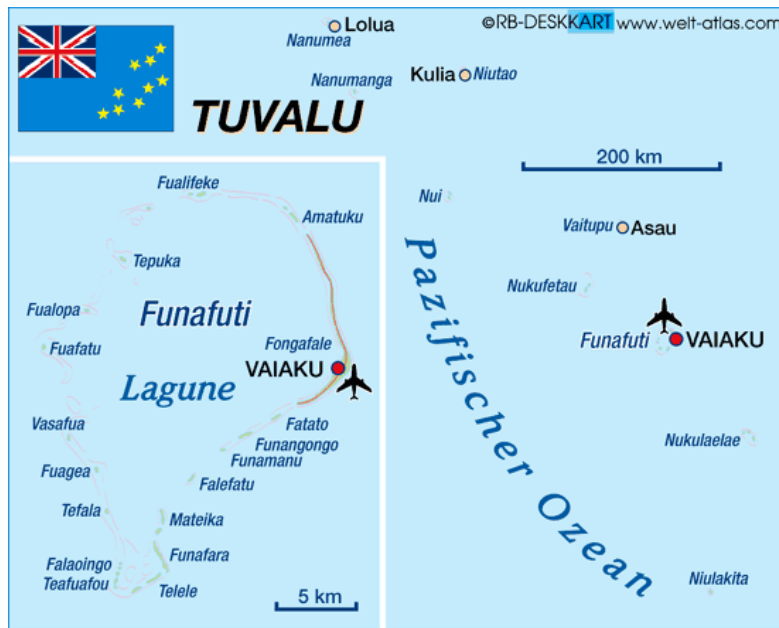 Lolua
Nanumea
©RB-DESKKART www.welt-atlas.com
Nanumanga
Kulia Niutao
TUVALU
200 km
Fualifeke
Amatuku
Nui
Vaitupu Asau
Tepuka
Nukufetau
Fualopa
Funafuti
Fuafatu
Fongafale
Funafuti VAIAKU
VAIAKU
Lagune
Pazifischer Ozean
Vasafua
Fatato
Funangongo
Funamanu
Nukulaelae
Fuagea
Falefatu
Tefala
Mateika
Funafara
Falaoingo
Teafuafou
Telele
5 km
Niulakita